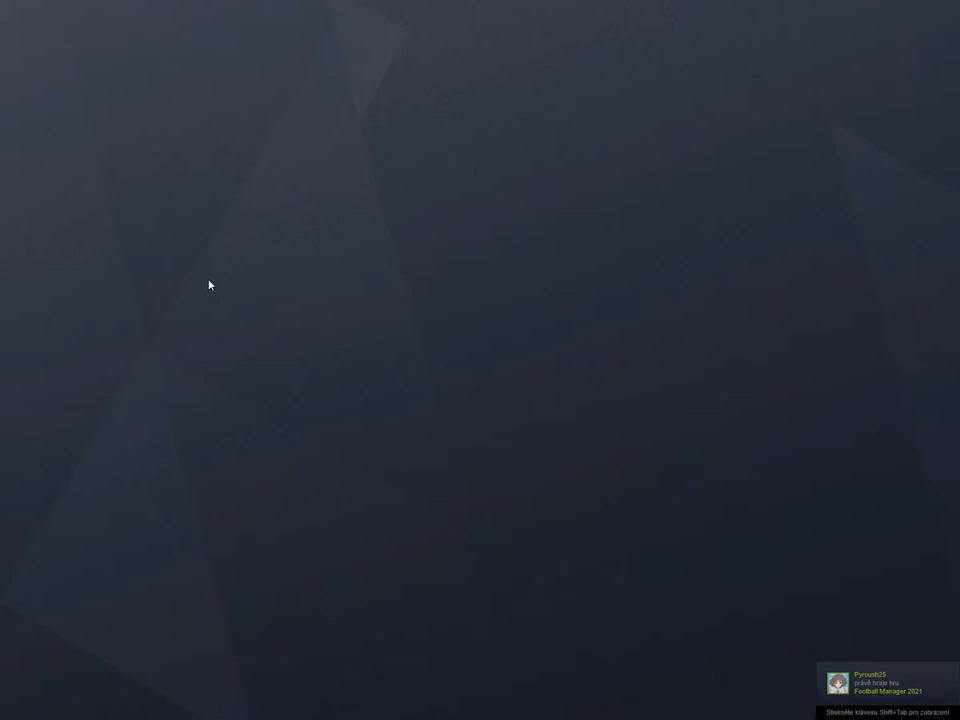 Pyroush25
právě hraje hru
Football Manager 2021
Stiskněte klávesu Shift+Tab pro zobrazení